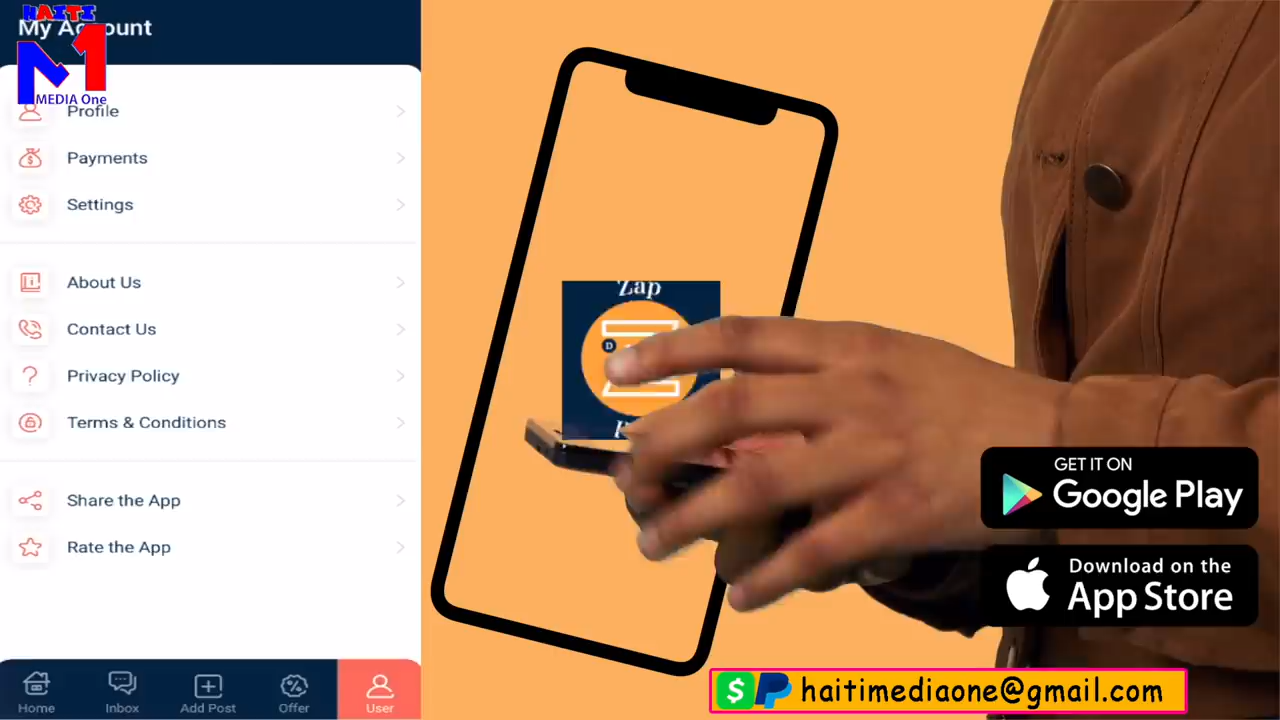 HAITI
M1
MEDIA One
My Account
Profile
Payments
Settings
About Us
Contact Us
Privacy Policy
Terms & Conditions
Share the App
Rate the App
Home
Inbox
Add Post
Offer
User
Zap
D
GET IT ON
Google Play
Download on the
App Store
$ haitimediaone@gmail.com